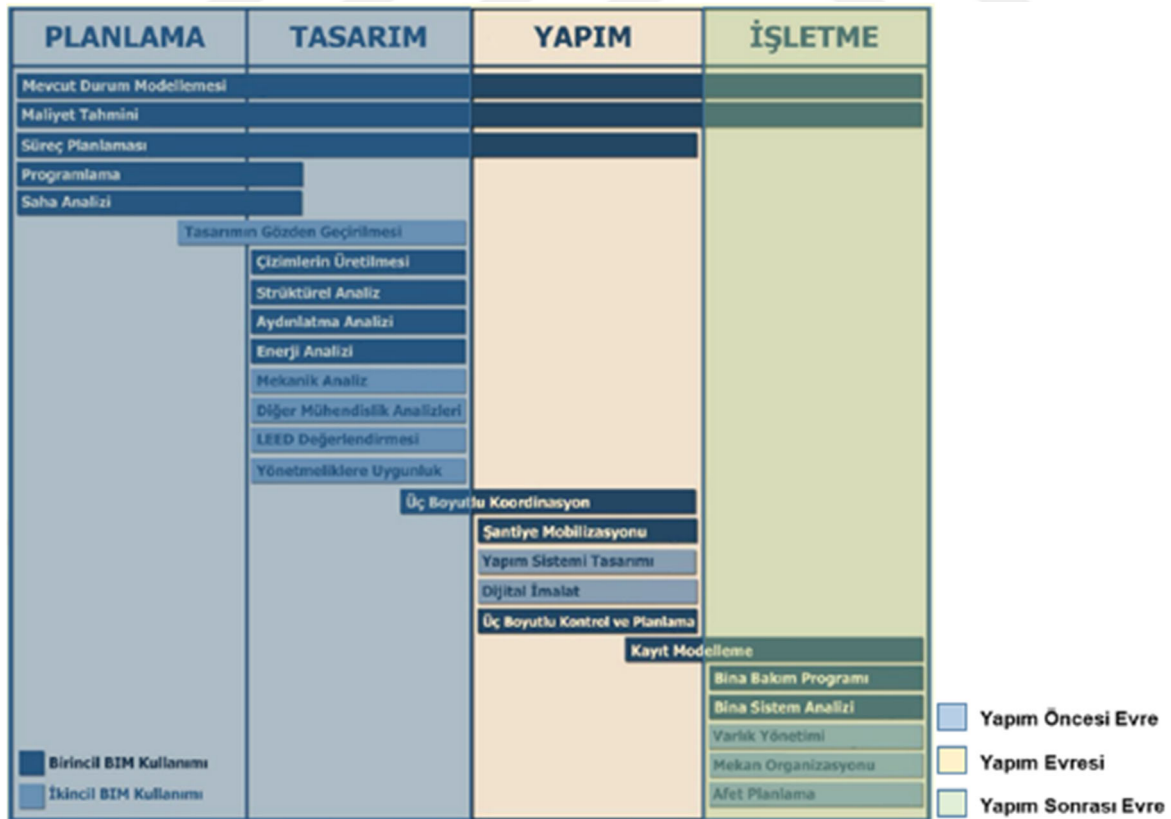 PLANLAMA TASARIM YAPIM İŞLETME
Mevcut Durum Modellemesi
Maliyet Tahmini
Süreç Planlaması
Programlama
Saha Analizi
Tasarımın Gözden Geçirilmesi
Çizimlerin Üretilmesi
Strüktürel Analiz
Aydınlatma Analizi
Enerji Analizi
Mekanik Analiz
Diğer Mühendislik Analizleri
LEED Değerlendirmesi
Yönetmeliklere Uygunluk
Üç Boyutlu Koordinasyon
Şantiye Mobilizasyonu
Yapım Sistemi Tasarımı
Dijital İmalat
Üç Boyutlu Kontrol ve Planlama
Kayıt Modelleme
Bina Bakım Programı
Bina Sistem Analizi
Varlık Yönetimi
Mekan Organizasyonu
Afet Planlama
Birincil BIM Kullanımı
İkincil BIM Kullanımı
Yapım Öncesi Evre
Yapım Evresi
Yapım Sonrası Evre